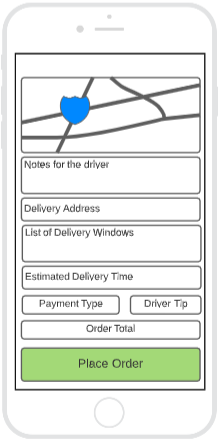 Notes for the driver
Delivery Address
List of Delivery Windows
Estimated Delivery Time
Payment Type
Driver Tip
Order Total
Place Order